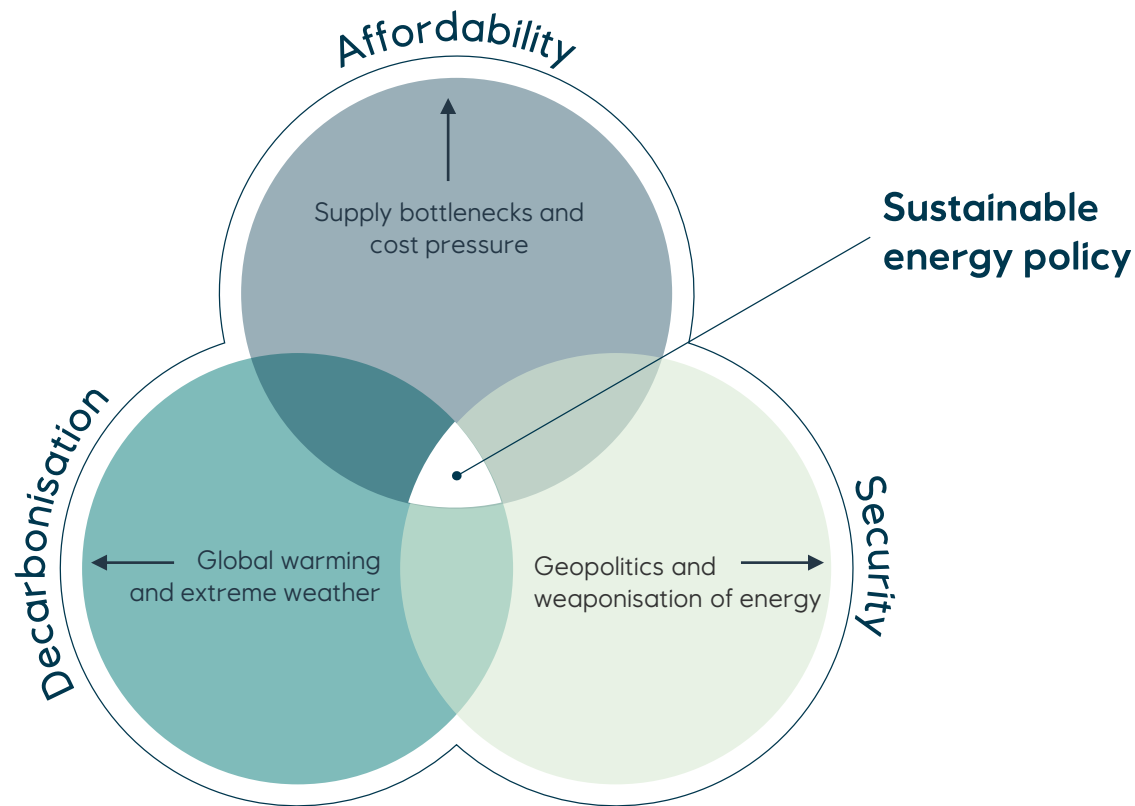 Affordability
Supply bottlenecks and
cost pressure
Sustainable
energy policy
Decarbonisation
Global warming
and extreme weather
Geopolitics and
weaponisation of energy
Security